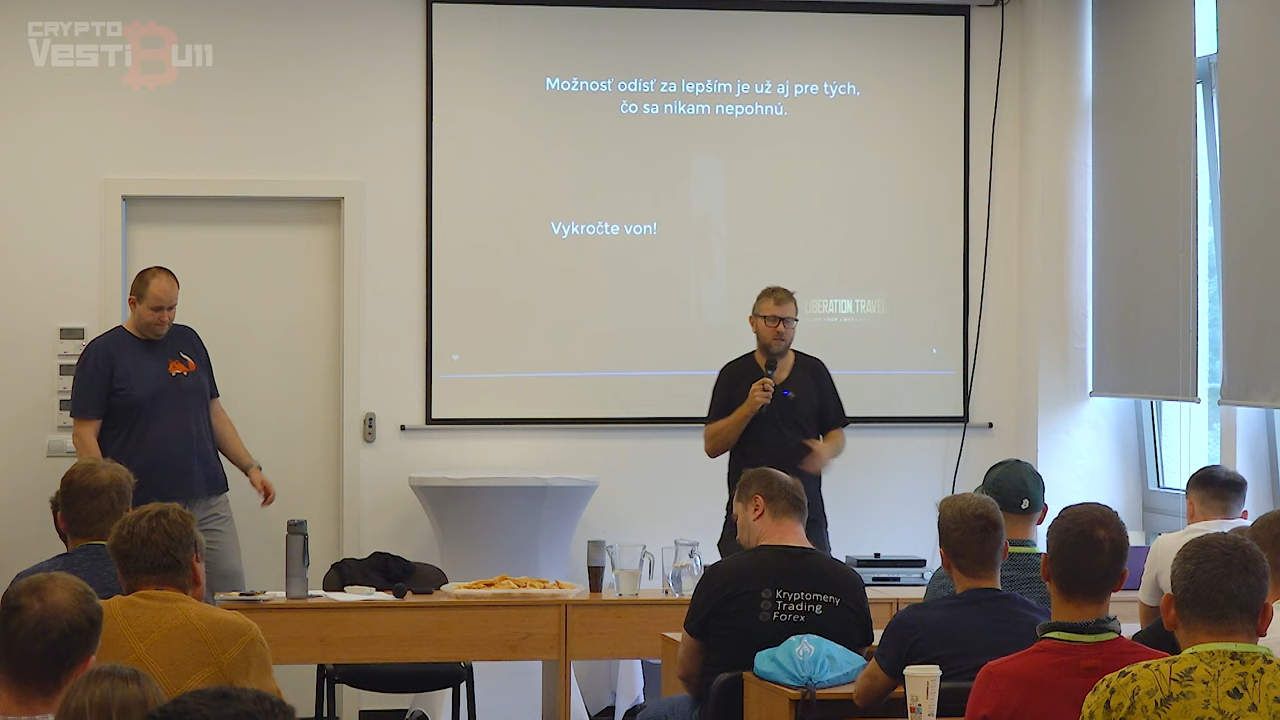 CRYPTO
VestiBull
Možnosť odísť za lepším je už aj pre tých,
čo sa nikam nepohnú.
Vykročte von!
LIBERATION.TRAVEL
Kryptomeny
Trading
Forex